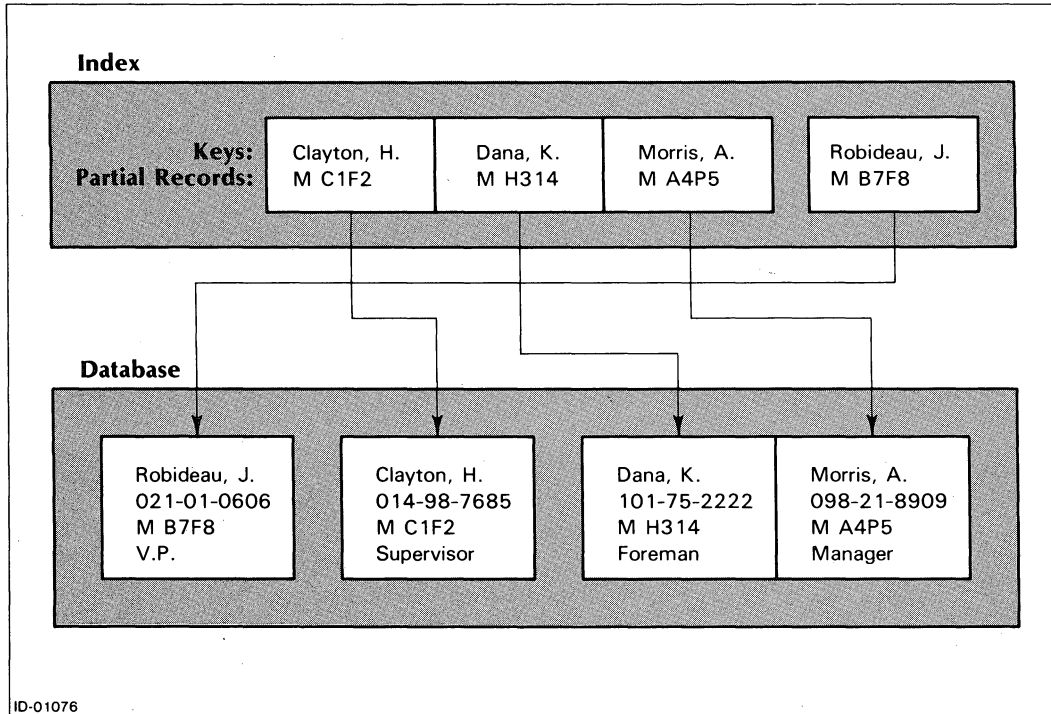 Index
Keys:
Partial Records:
Clayton, H.
M C1F2
Dana, K.
M H314
Morris, A.
M A4P5
Robideau, J.
M B7F8
Database
Robideau, J.
021-01-0606
M B7F8
V.P.
Clayton, H.
014-98-7685
M C1F2
Supervisor
Dana, K.
101-75-2222
M H314
Foreman
Morris, A.
098-21-8909
M A4P5
Manager
ID-01076